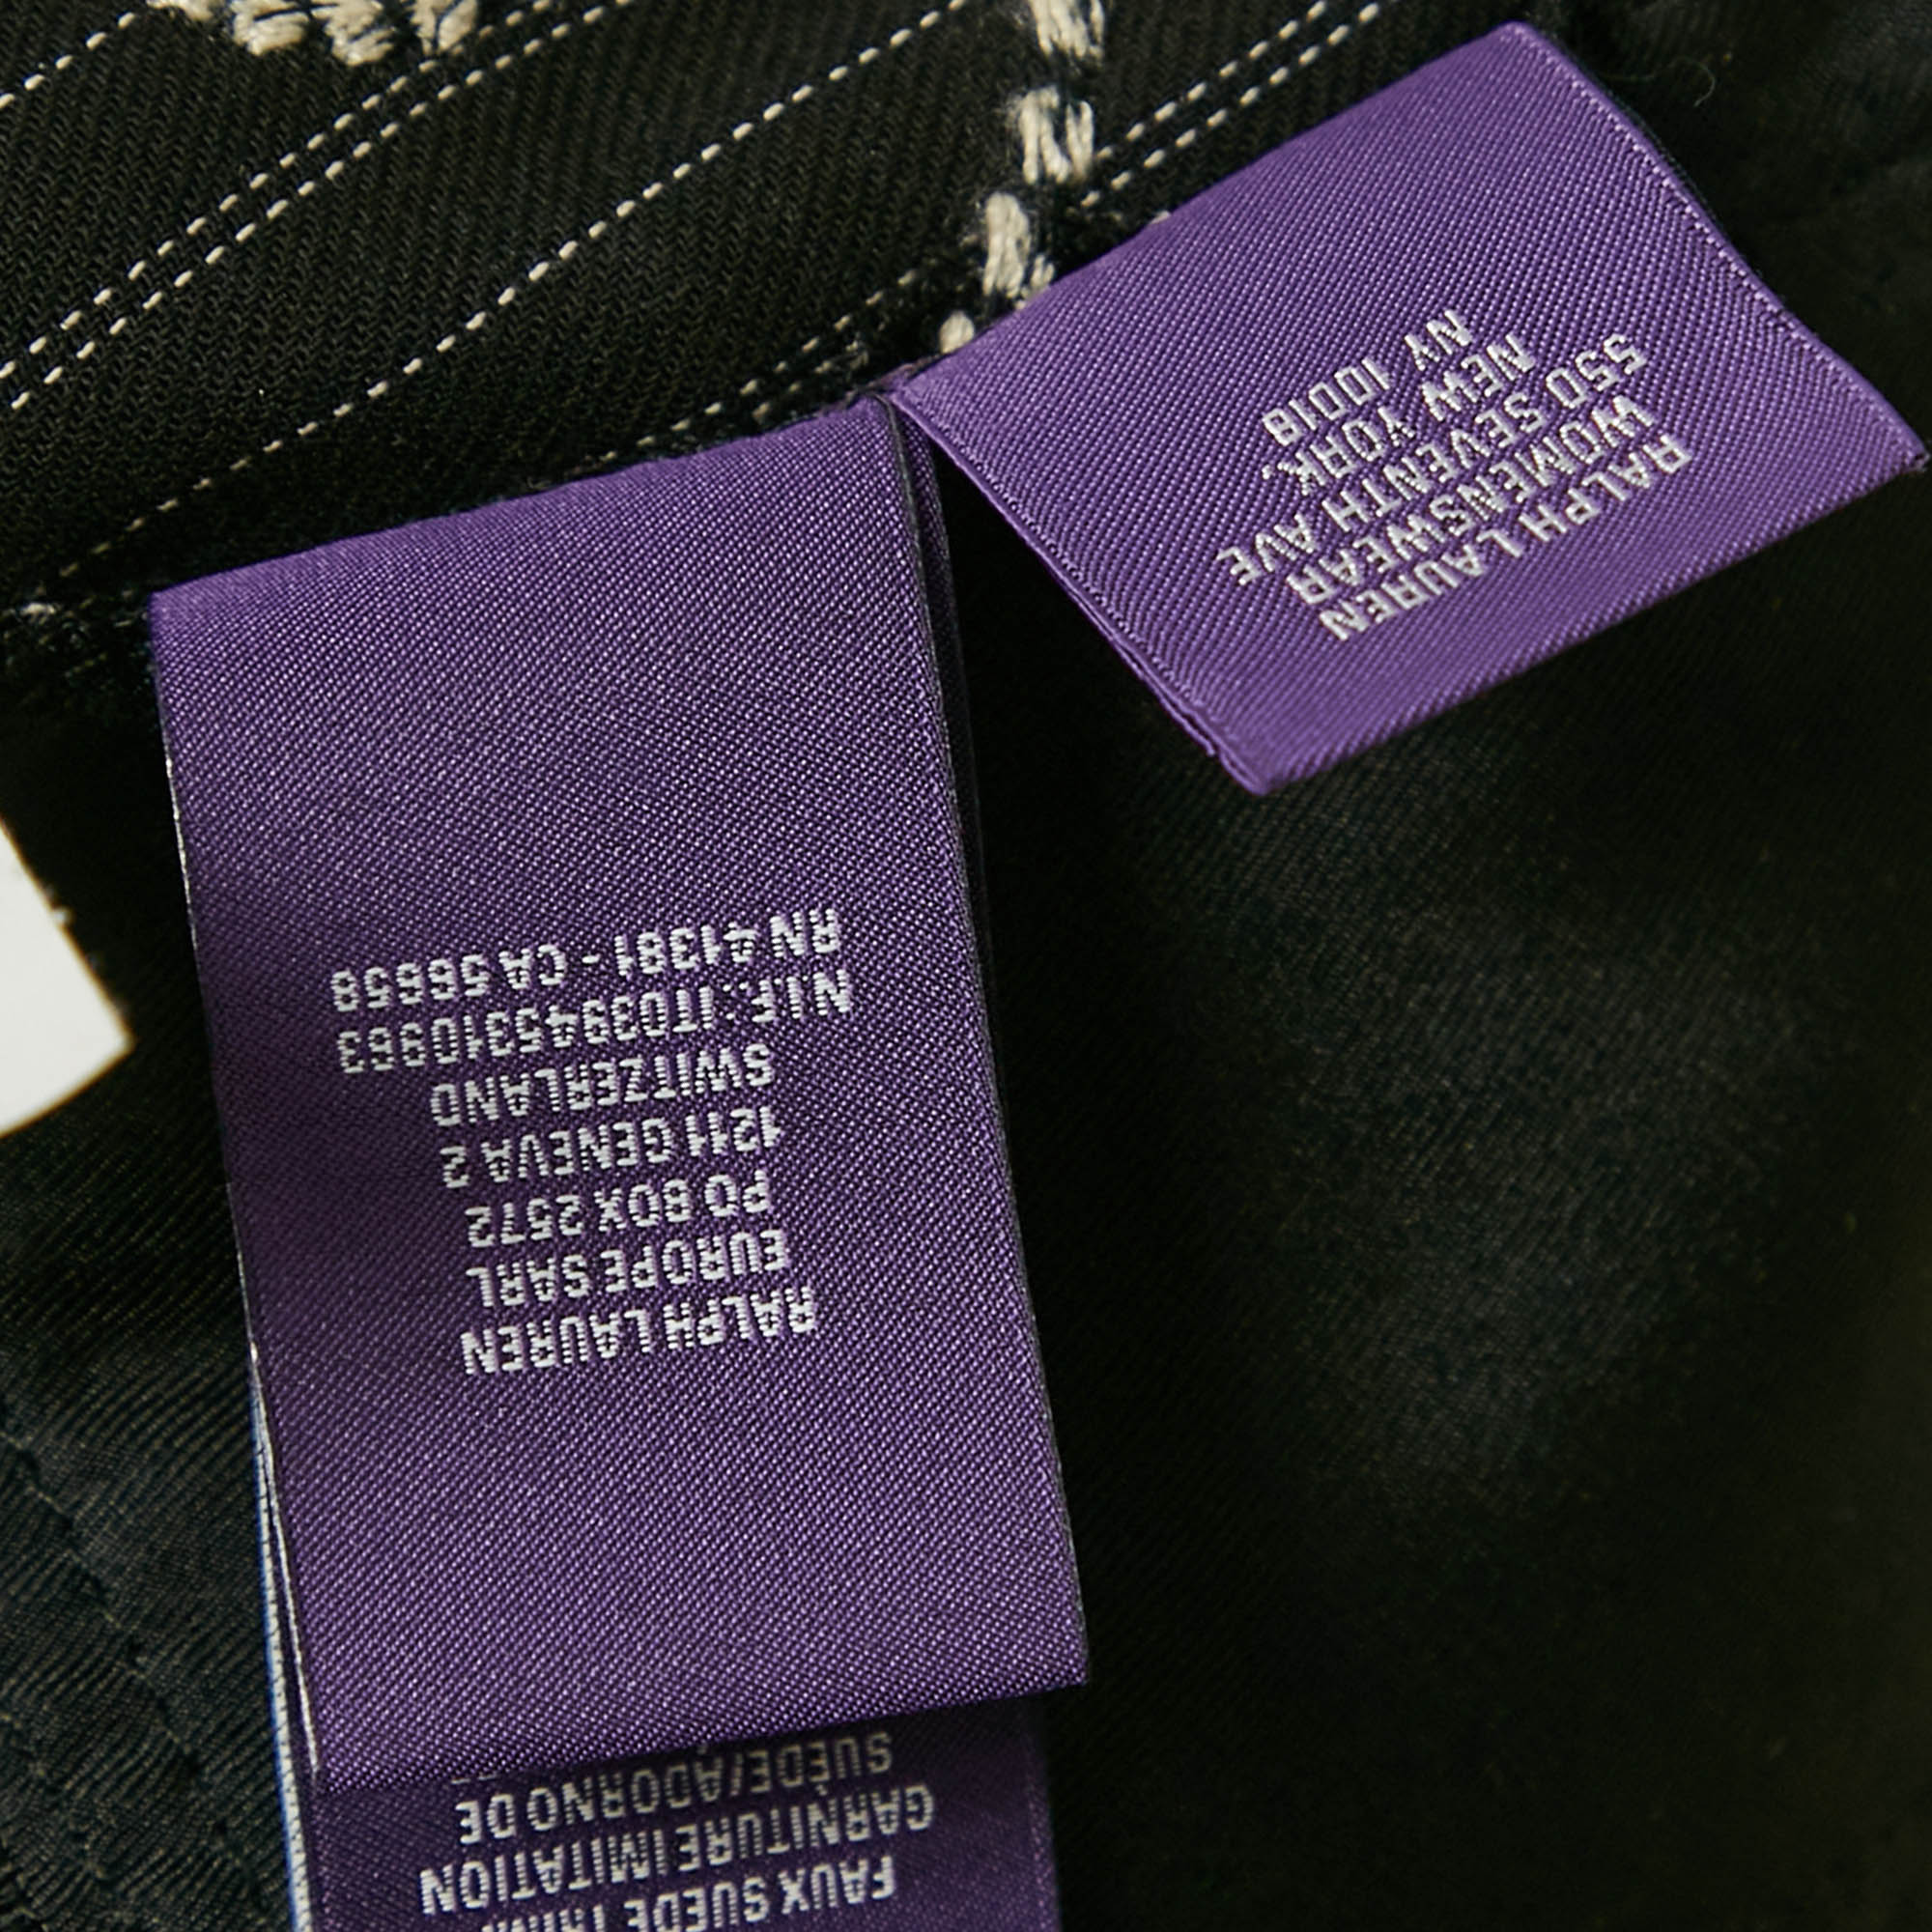 RALPH LAUREN
WOMENSWEAR
550 SEVENTH AVE
NEW YORK,
NY 10018
RALPH LAUREN
EUROPE SARL
PO BOX 2572
1211 GENEVA 2
SWITZERLAND
N.I.F.: IT03945310963
RN 41381 - CA 56658
FAUX SUEDE TRIM
GARNITURE IMITATION
SUÈDE/ADORNO DE